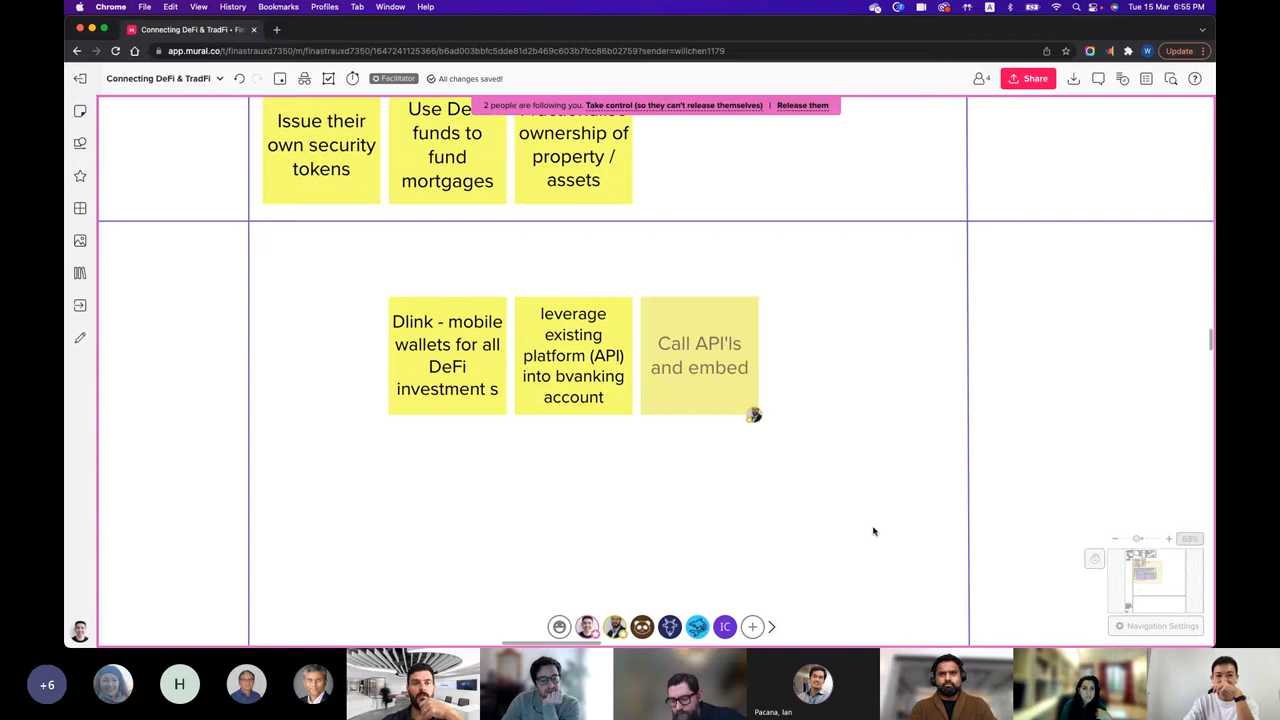 Chrome File Edit View History Bookmarks Profiles Tab Window Help
A
Tue 15 Mar 6:55 PM
Connecting DeFi & TradFi • Fin
app.mural.co/t/finastrauxd7350/m/finastrauxd7350/1647241125366/b6ad003bbfc5dde81d2b469c603b7fcc86b02759?sender=willchen1179
W
Update
Connecting DeFi & TradFi
Facilitator
All changes saved!
4
Share
2 people are following you. Take control (so they can't release themselves) | Release them
Issue their
own security
tokens
Use
funds to
fund
mortgages
ownership of
property /
assets
Dlink - mobile
wallets for all
DeFi
investment s
leverage
existing
platform (API)
into bvanking
account
Call API'ls
and embed
68%
Navigation Settings
IC
+6
H
Pacana, Ian